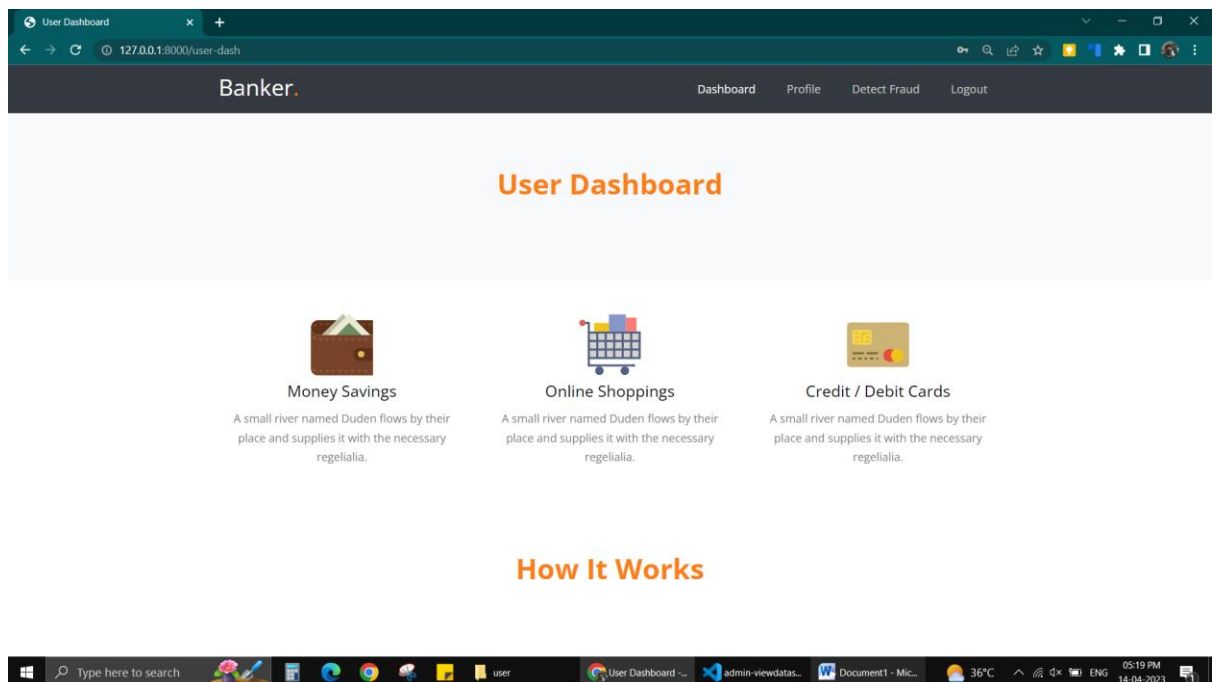 User Dashboard
127.0.0.1:8000/user-dash
Banker.
Dashboard Profile Detect Fraud Logout
User Dashboard
Money Savings
A small river named Duden flows by their
place and supplies it with the necessary
regelialia.
Online Shoppings
A small river named Duden flows by their
place and supplies it with the necessary
regelialia.
Credit / Debit Cards
A small river named Duden flows by their
place and supplies it with the necessary
regelialia.
How It Works
Type here to search user User Dashboard -... admin-viewdatas... Document1 - Mic... 36°C ENG 05:19 PM
14-04-2023